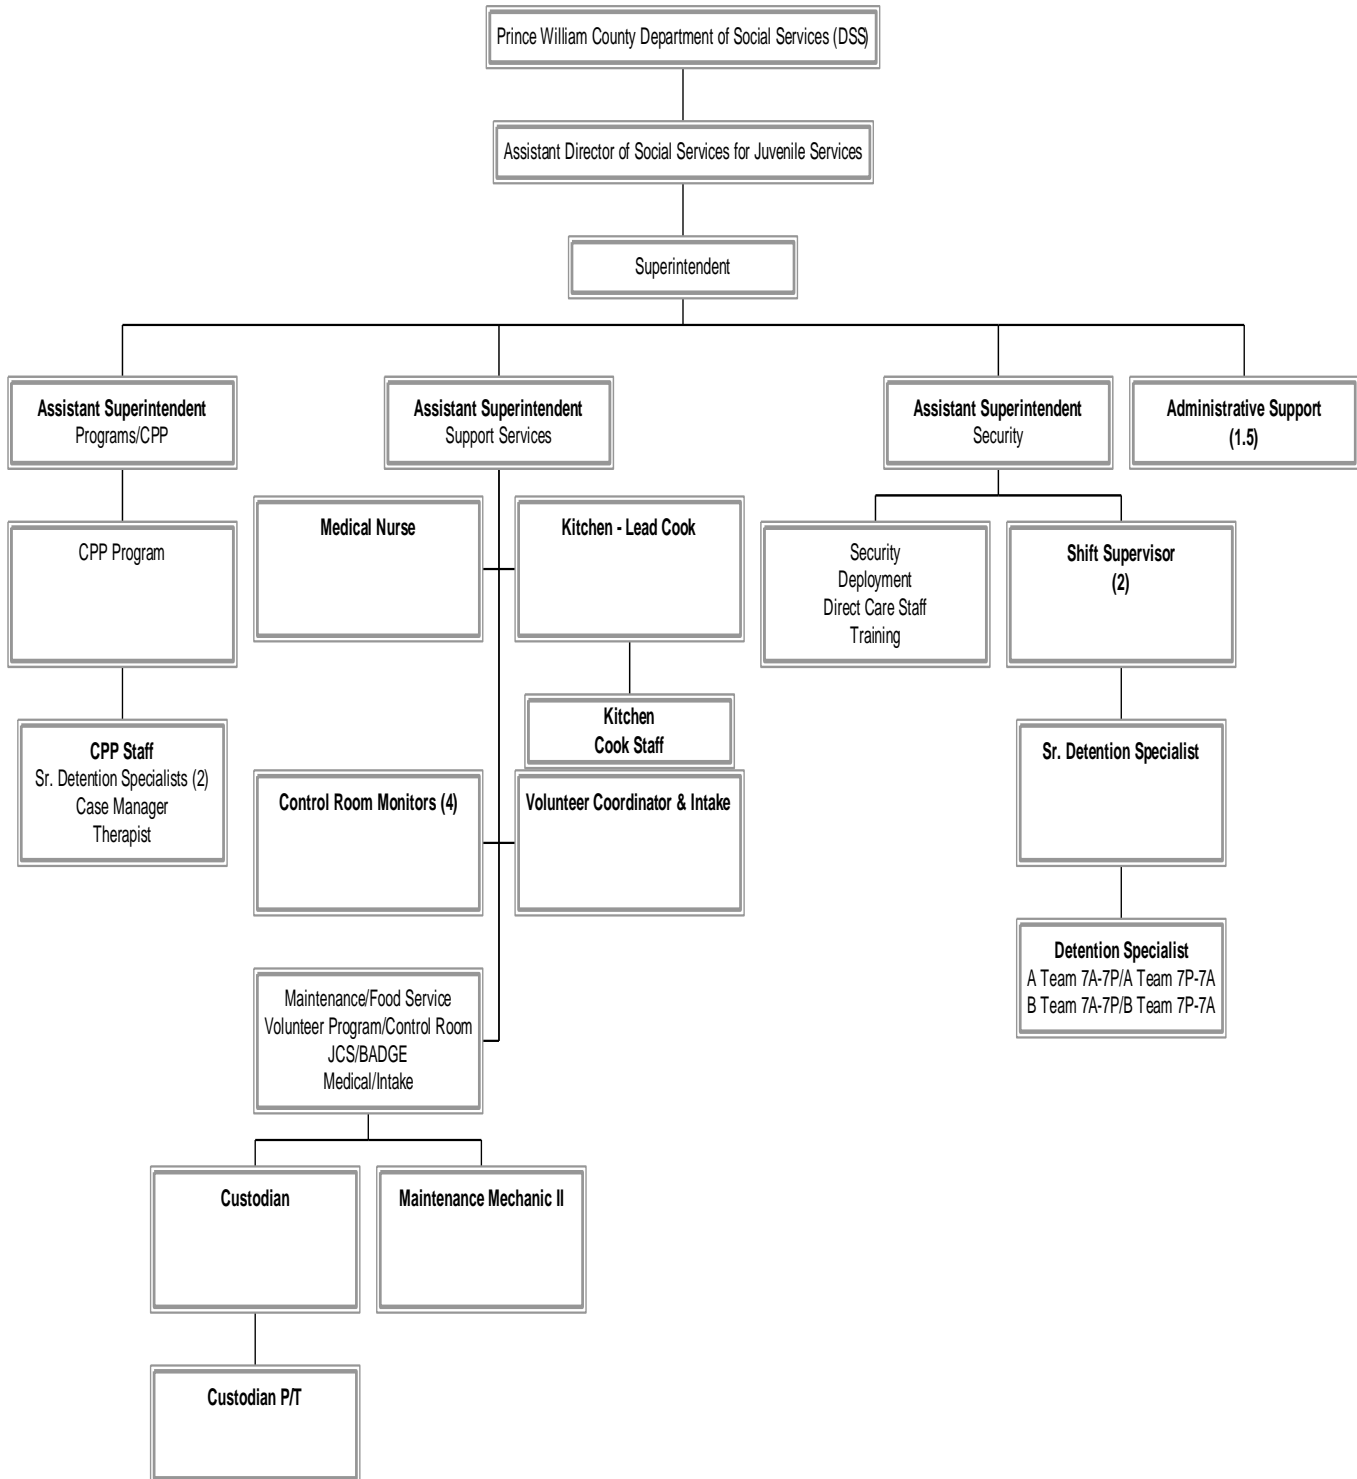 Prince William County Department of Social Services (DSS)
Assistant Director of Social Services for Juvenile Services
Superintendent
Assistant Superintendent
Programs/CPP
Assistant Superintendent
Support Services
Assistant Superintendent
Security
Administrative Support
(1.5)
CPP Program
Medical Nurse
Kitchen - Lead Cook
Security
Deployment
Direct Care Staff
Training
Shift Supervisor
(2)
Kitchen
Cook Staff
CPP Staff
Sr. Detention Specialists (2)
Case Manager
Therapist
Sr. Detention Specialist
Control Room Monitors (4)
Volunteer Coordinator & Intake
Detention Specialist
A Team 7A-7P/A Team 7P-7A
B Team 7A-7P/B Team 7P-7A
Maintenance/Food Service
Volunteer Program/Control Room
JCS/BADGE
Medical/Intake
Custodian
Maintenance Mechanic II
Custodian P/T